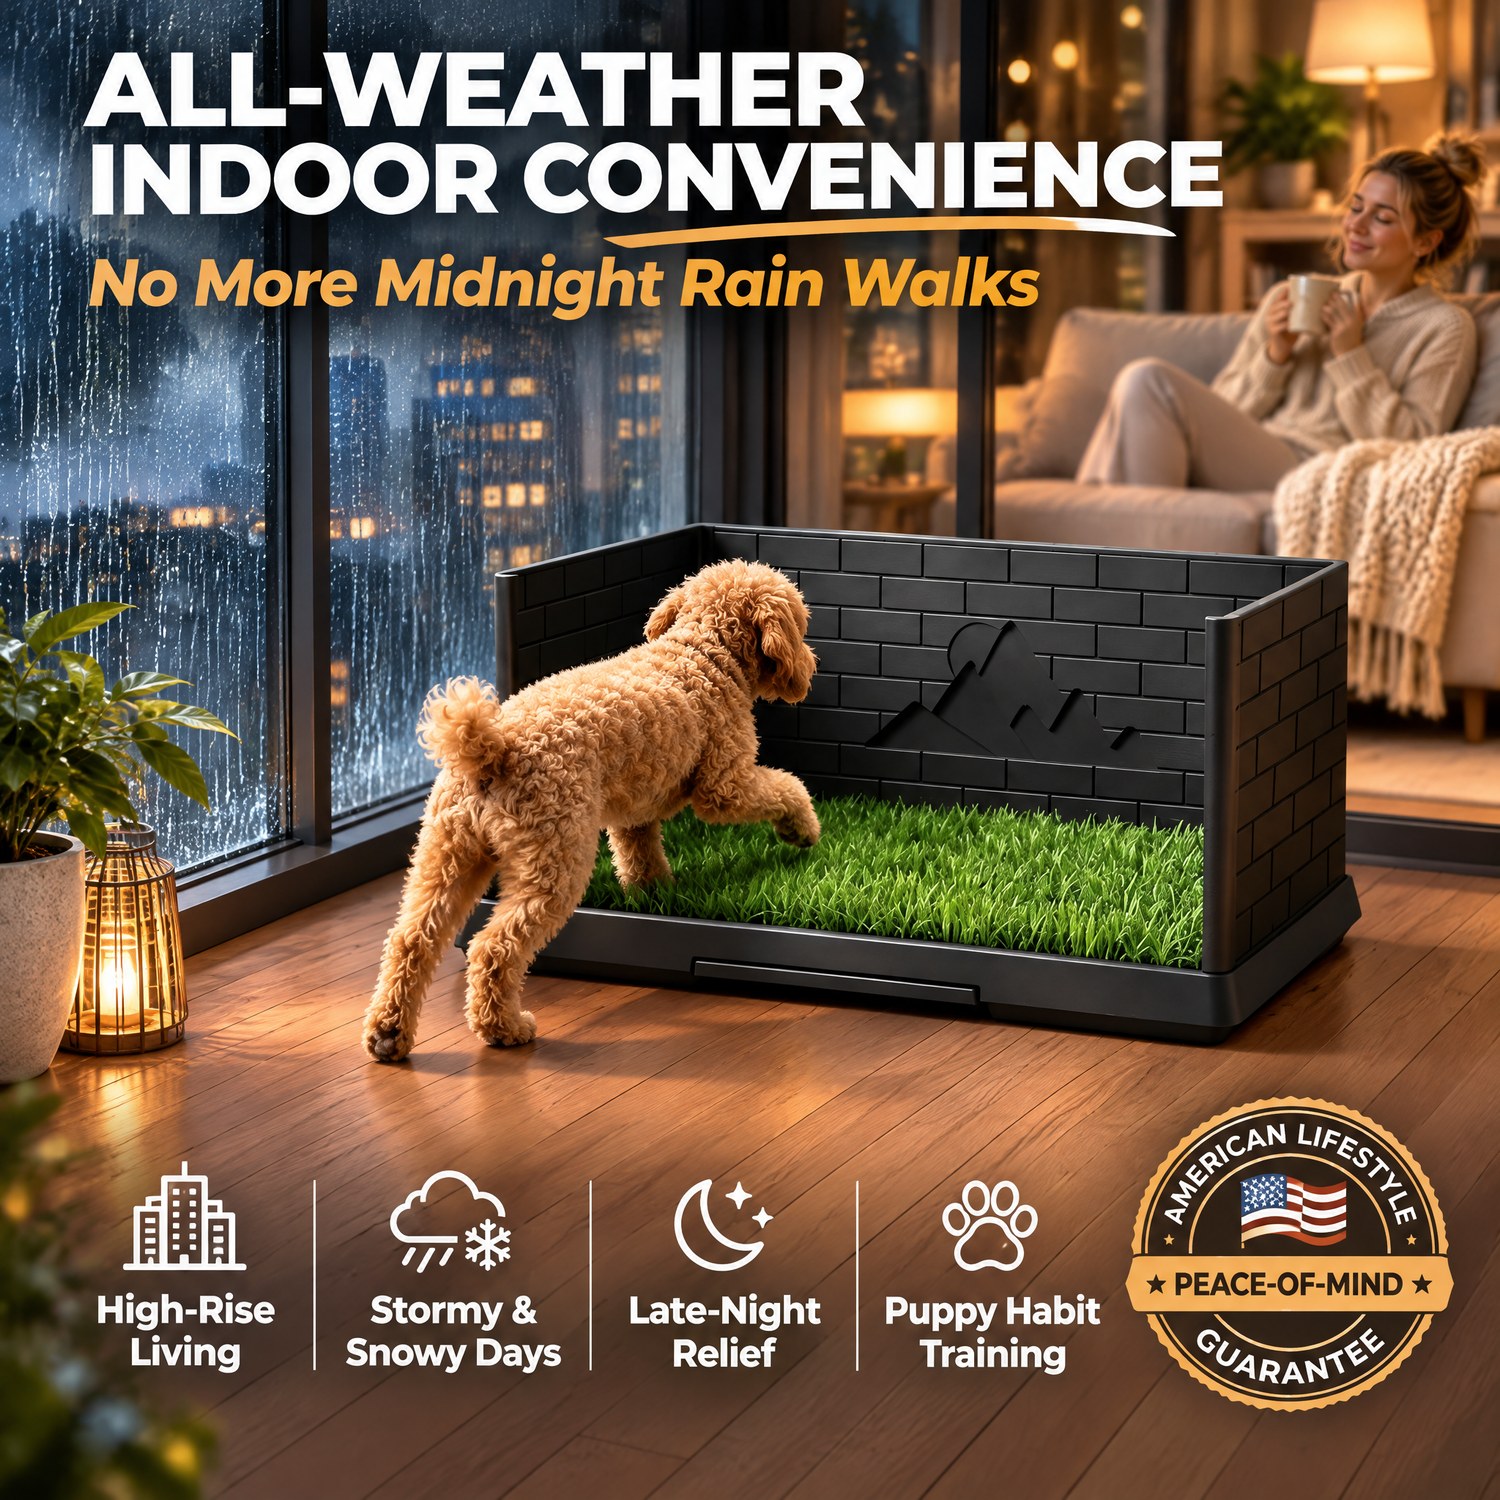 ALL-WEATHER
INDOOR CONVENIENCE
No More Midnight Rain Walks
High-Rise
Living
Stormy &
Snowy Days
Late-Night
Relief
Puppy Habit
Training
AMERICAN LIFESTYLE
★ PEACE-OF-MIND ★
GUARANTEE